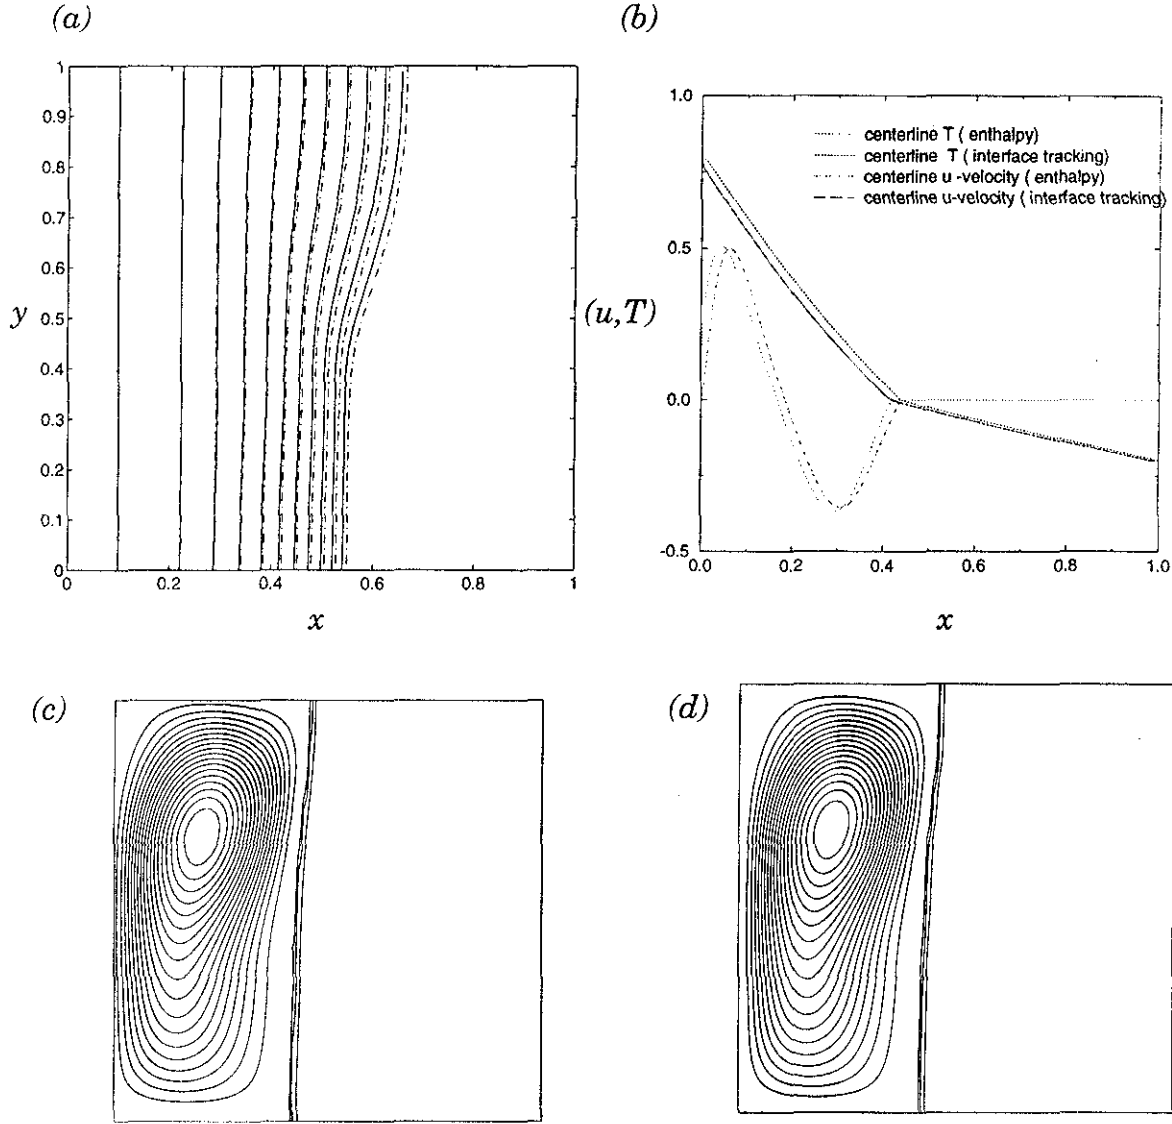 (a)
(b)
1
0.9
0.8
0.7
0.6
0.5
0.4
0.3
0.2
0.1
0
y
0
0.2
0.4
0.6
0.8
1
x
1.0
0.5
0.0
-0.5
(u,T)
centerline T ( enthalpy)
centerline T ( interface tracking)
centerline u -velocity ( enthalpy)
centerline u-velocity ( interface tracking)
0.0
0.2
0.4
0.6
0.8
1.0
x
(c)
(d)